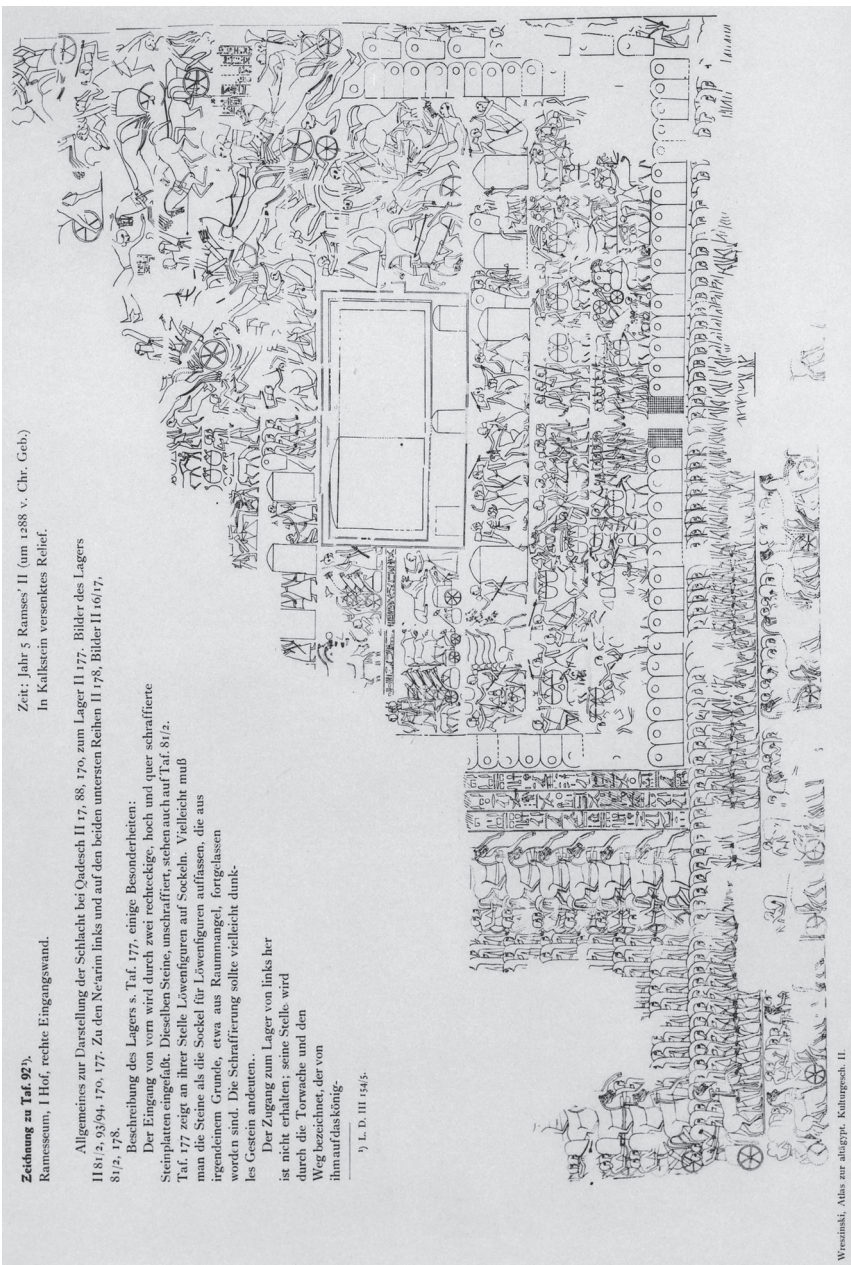 Zeichnung zu Taf. 92¹).
Ramesseum, I Hof, rechte Eingangswand.
Zeit: Jahr 5 Ramses' II (um 1288 v. Chr. Geb.)
In Kalkstein versenktes Relief.
Allgemeines zur Darstellung der Schlacht bei Qadesch II 17, 88, 170, zum Lager II 177. Bilder des Lagers
II 81/2, 93/94, 170, 177. Zu den Ne'arim links und auf den beiden untersten Reihen II 178, Bilder II 16/17,
81/2, 178.
Beschreibung des Lagers s. Taf. 177, einige Besonderheiten:
Der Eingang von vorn wird durch zwei rechteckige, hoch und quer schraffierte
Steinplatten eingefaßt. Dieselben Steine, unschraffiert, stehen auch auf Taf. 81/2.
Taf. 177 zeigt an ihrer Stelle Löwenfiguren auf Sockeln. Vielleicht muß
man die Steine als die Sockel für Löwenfiguren auffassen, die aus
irgendeinem Grunde, etwa aus Raummangel, fortgelassen
worden sind. Die Schraffierung sollte vielleicht dunk-
les Gestein andeuten..
Der Zugang zum Lager von links her
ist nicht erhalten; seine Stelle wird
durch die Torwache und den
Weg bezeichnet, der von
ihm auf das könig-
¹) L. D. III 154/5.
Wreszinski, Atlas zur altägypt. Kulturgesch. II.